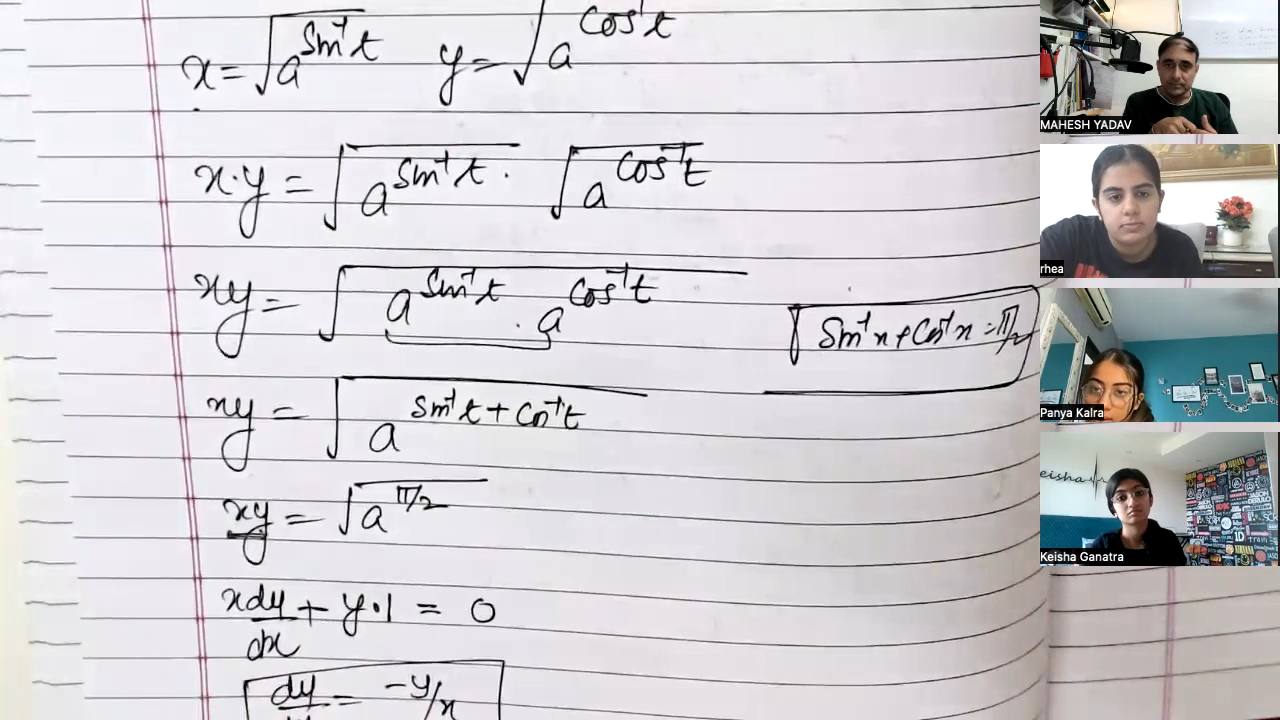 x = √a^sin⁻¹t   y = √a^cos⁻¹t
x·y = √a^sin⁻¹t · √a^cos⁻¹t
xy = √a^sin⁻¹t · a^cos⁻¹t
√ sin⁻¹x + cos⁻¹x = π/2
xy = √a^sin⁻¹t + cos⁻¹t
xy = √a^π/2
x dy/dx + y·1 = 0
dy/dx = -y/x
MAHESH YADAV
rhea
Panya Kalra
eisha
Keisha Ganatra